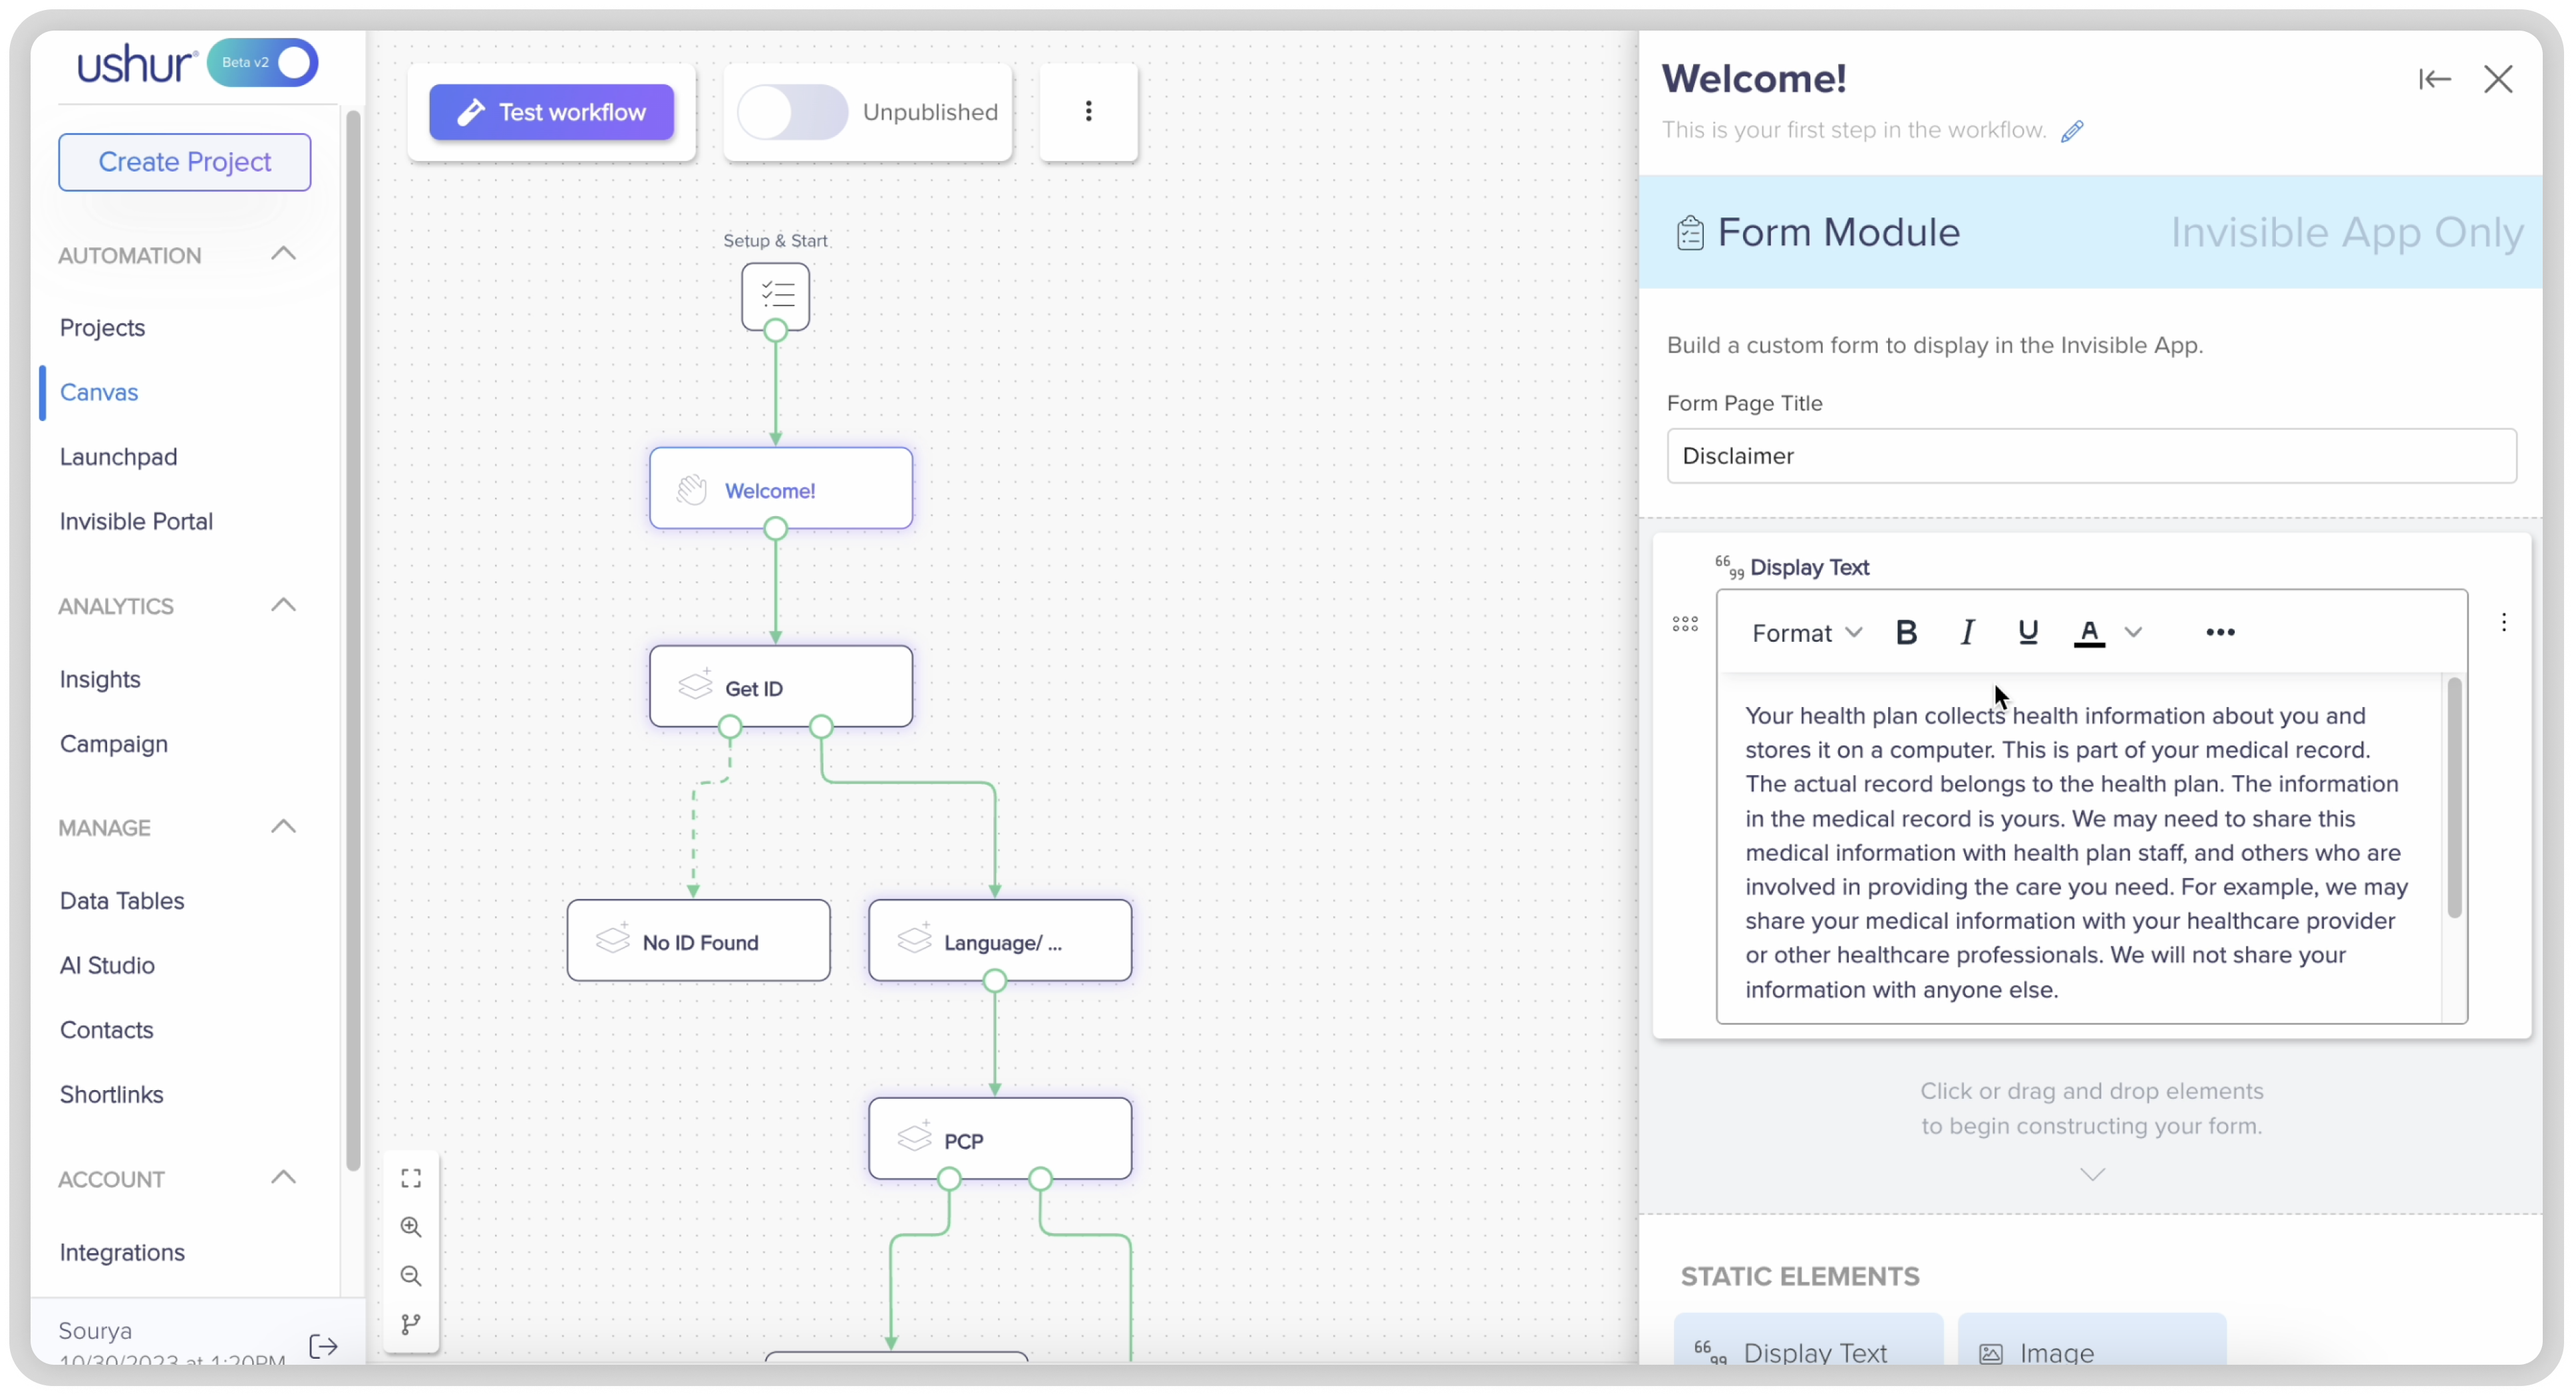 ushur
Beta v2
Create Project
AUTOMATION
Projects
Canvas
Launchpad
Invisible Portal
ANALYTICS
Insights
Campaign
MANAGE
Data Tables
AI Studio
Contacts
Shortlinks
ACCOUNT
Integrations
Sourya
10/30/2023 at 1:20PM
Test workflow
Unpublished
Setup & Start
Welcome!
Get ID
No ID Found
Language/ ...
PCP
Welcome!
This is your first step in the workflow.
Form Module
Invisible App Only
Build a custom form to display in the Invisible App.
Form Page Title
Disclaimer
Display Text
Format B I U A
Your health plan collects health information about you and
stores it on a computer. This is part of your medical record.
The actual record belongs to the health plan. The information
in the medical record is yours. We may need to share this
medical information with health plan staff, and others who are
involved in providing the care you need. For example, we may
share your medical information with your healthcare provider
or other healthcare professionals. We will not share your
information with anyone else.
Click or drag and drop elements
to begin constructing your form.
STATIC ELEMENTS
Display Text
Image